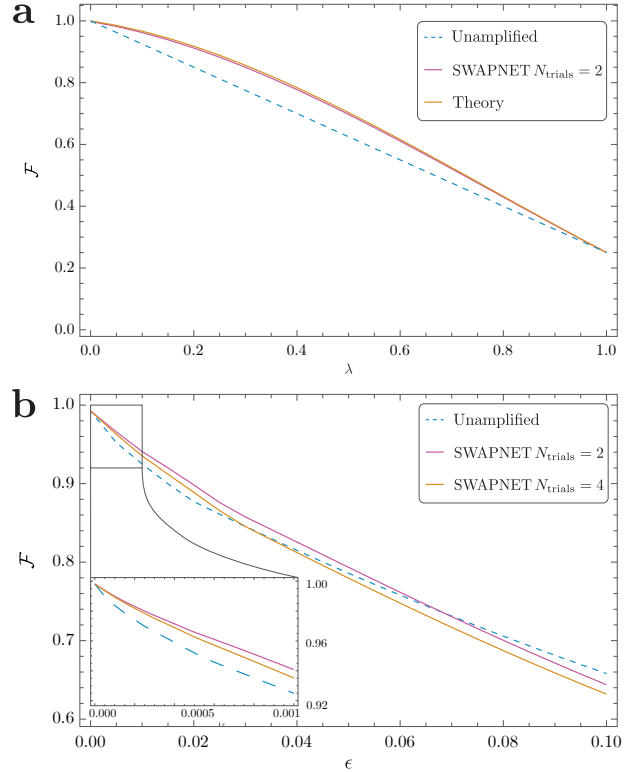 a
1.0
0.8
0.6
0.4
0.2
0.0
ℱ
Unamplified
SWAPNET N_trials = 2
Theory
0.0 0.2 0.4 0.6 0.8 1.0
λ
b
1.0
0.9
0.8
0.7
0.6
ℱ
Unamplified
SWAPNET N_trials = 2
SWAPNET N_trials = 4
1.00
0.96
0.92
0.000 0.0005 0.001
0.00 0.02 0.04 0.06 0.08 0.10
ϵ